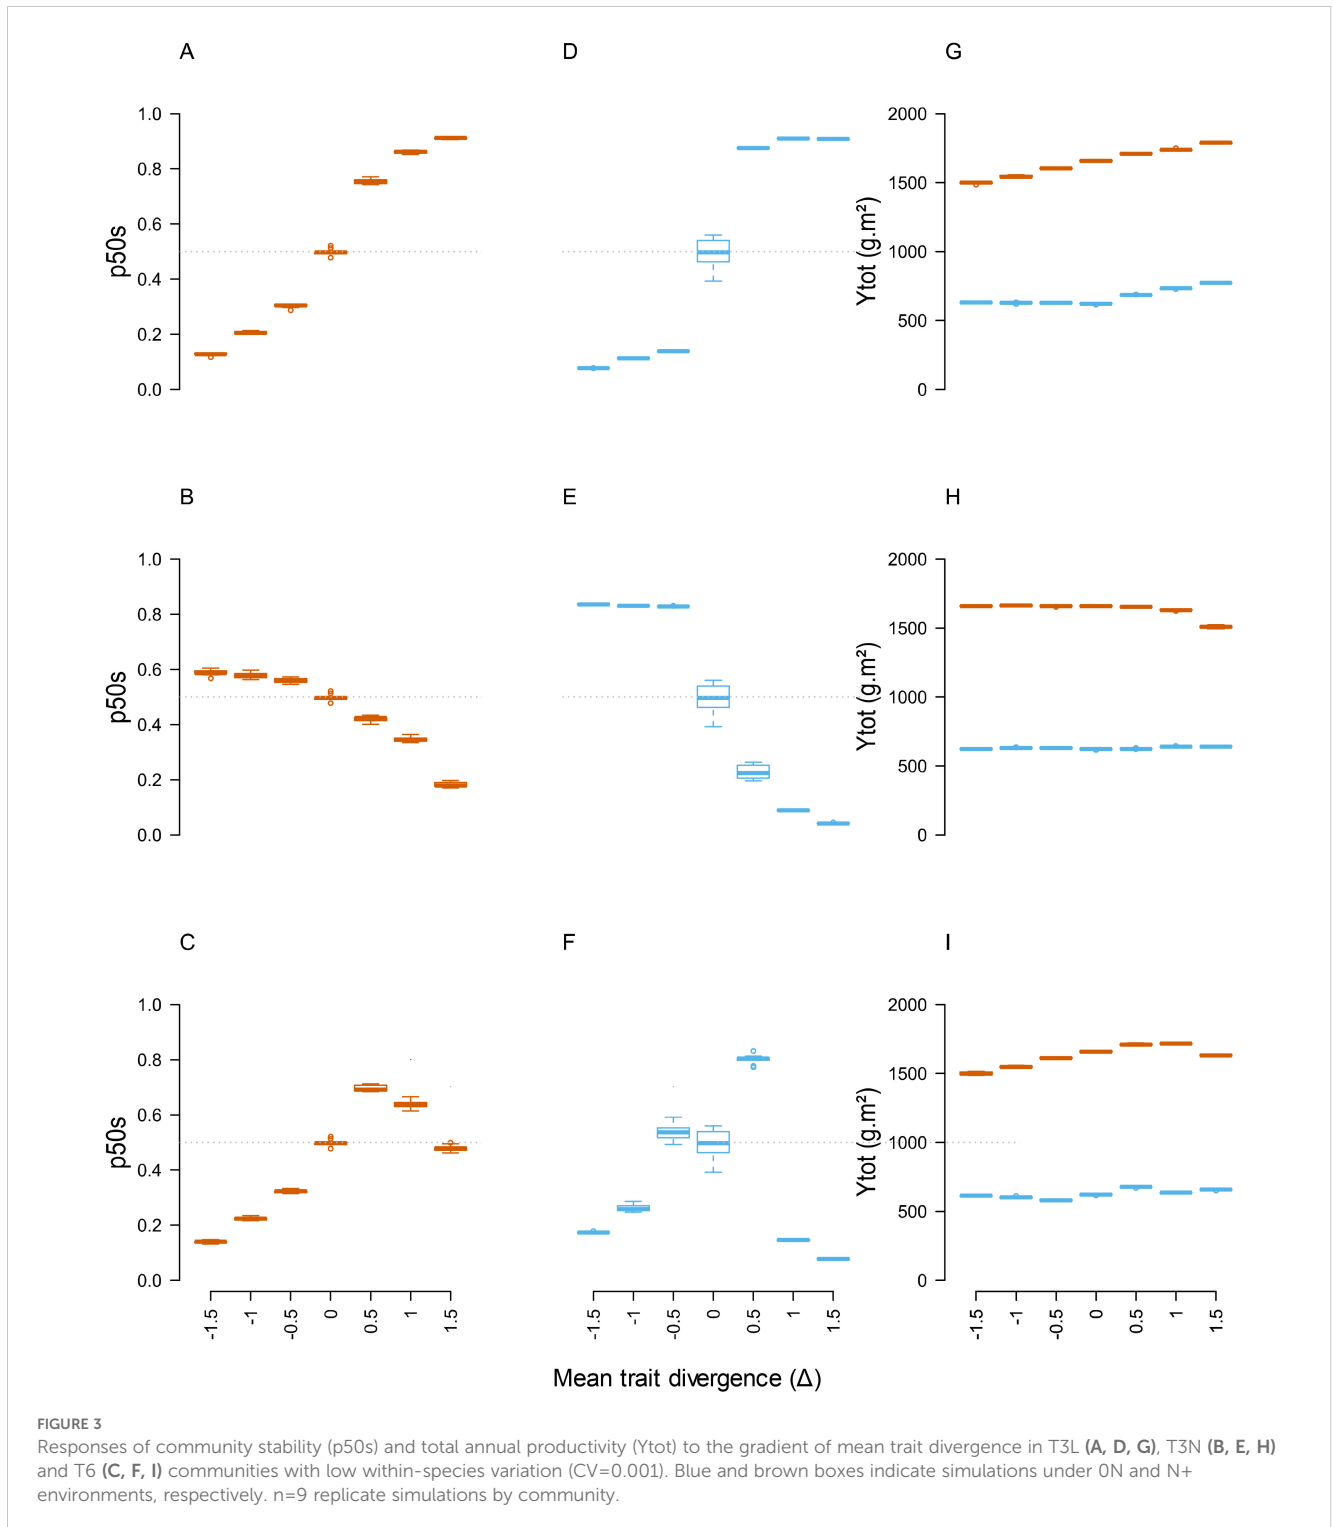 A
D
G
1.0
0.8
0.6
0.4
0.2
0.0
p50s
2000
1500
1000
500
0
Ytot (g.m²)
B
E
H
1.0
0.8
0.6
0.4
0.2
0.0
p50s
2000
1500
1000
500
0
Ytot (g.m²)
C
F
I
1.0
0.8
0.6
0.4
0.2
0.0
p50s
2000
1500
1000
500
0
Ytot (g.m²)
-1.5 -1 -0.5 0 0.5 1 1.5
-1.5 -1 -0.5 0 0.5 1 1.5
-1.5 -1 -0.5 0 0.5 1 1.5
Mean trait divergence (Δ)
FIGURE 3
Responses of community stability (p50s) and total annual productivity (Ytot) to the gradient of mean trait divergence in T3L (A, D, G), T3N (B, E, H)
and T6 (C, F, I) communities with low within-species variation (CV=0.001). Blue and brown boxes indicate simulations under 0N and N+
environments, respectively. n=9 replicate simulations by community.